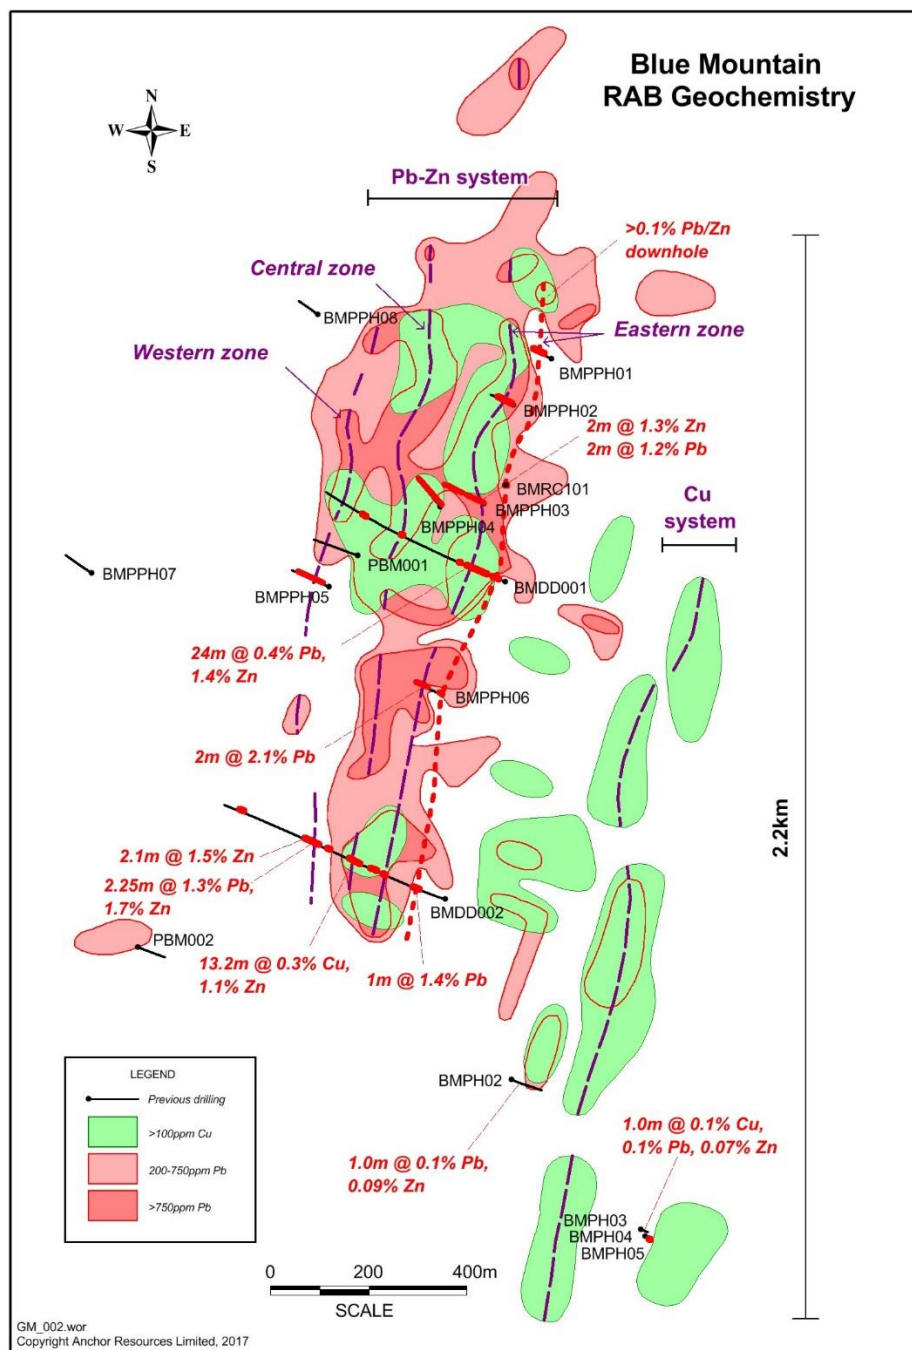 Blue Mountain
RAB Geochemistry
N
W
E
S
Pb-Zn system
>0.1% Pb/Zn
downhole
Central zone
BMPPH08
Eastern zone
Western zone
BMPPH01
BMPPH02
2m @ 1.3% Zn
2m @ 1.2% Pb
BMRC101
Cu
system
BMPPH03
BMPPH04
PBM001
BMPPH07
BMDD001
BMPPH05
24m @ 0.4% Pb,
1.4% Zn
BMPPH06
2m @ 2.1% Pb
2.2km
2.1m @ 1.5% Zn
2.25m @ 1.3% Pb,
1.7% Zn
BMDD002
PBM002
13.2m @ 0.3% Cu,
1.1% Zn
1m @ 1.4% Pb
LEGEND
Previous drilling
>100ppm Cu
200-750ppm Pb
>750ppm Pb
BMPH02
1.0m @ 0.1% Pb,
0.09% Zn
1.0m @ 0.1% Cu,
0.1% Pb, 0.07% Zn
BMPH03
BMPH04
BMPH05
0 200 400m
SCALE
GM_002.wor
Copyright Anchor Resources Limited, 2017